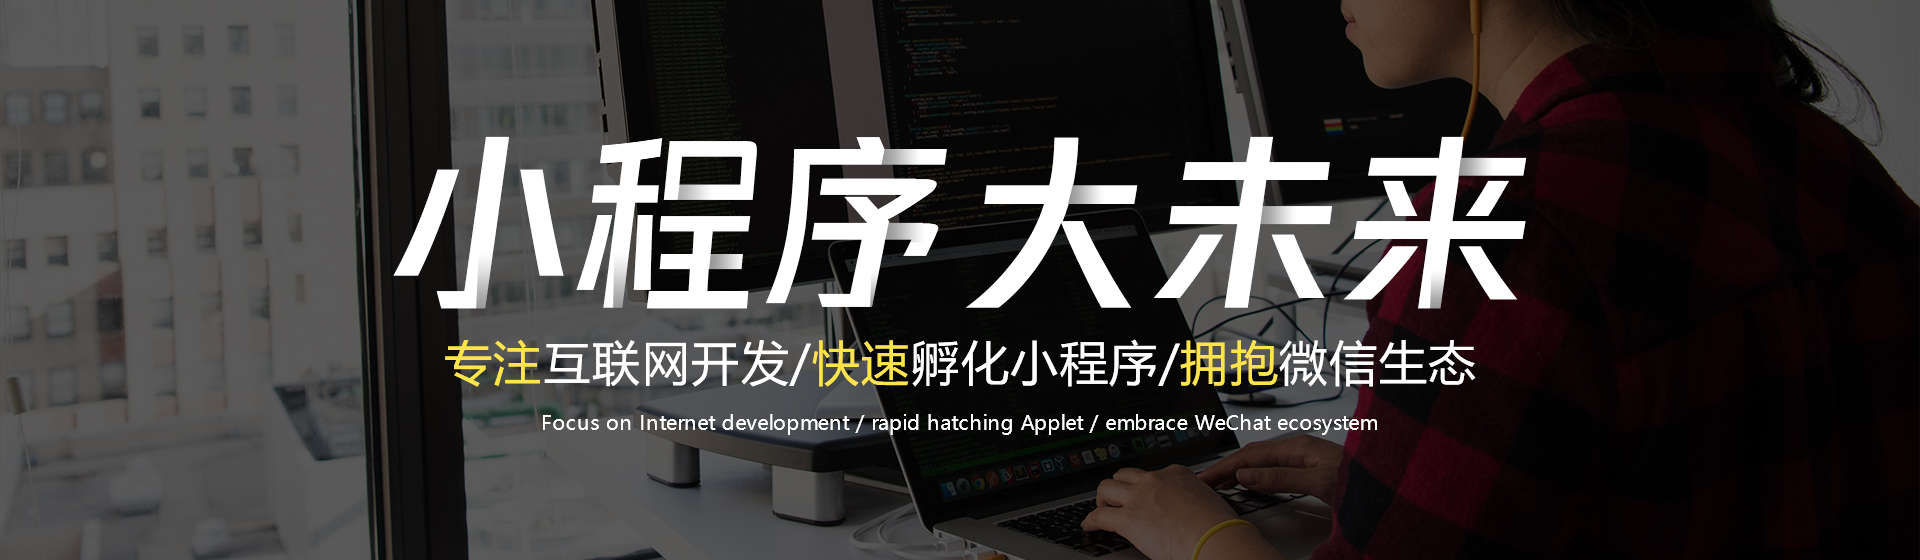 小程序大未来
专注互联网开发/快速孵化小程序/拥抱微信生态
Focus on Internet development / rapid hatching Applet / embrace WeChat ecosystem